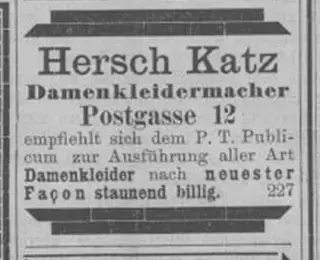 Hersch Katz
Damenkleidermacher
Postgasse 12
empfiehlt sich dem P. T. Publi-
cum zur Ausführung aller Art
Damenkleider nach neuester
Façon staunend billig. 227